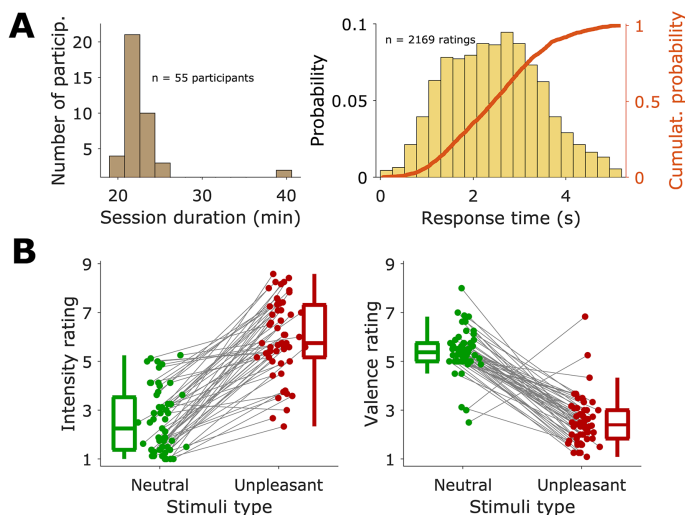 A
Number of particip.
20
15
10
5
n = 55 participants
20
30
40
Session duration (min)
Probability
0.1
0.05
0
n = 2169 ratings
0
2
4
Response time (s)
1
0.5
0
Cumulat. probability
B
Intensity rating
9
7
5
3
1
Neutral
Unpleasant
Stimuli type
Valence rating
9
7
5
3
1
Neutral
Unpleasant
Stimuli type